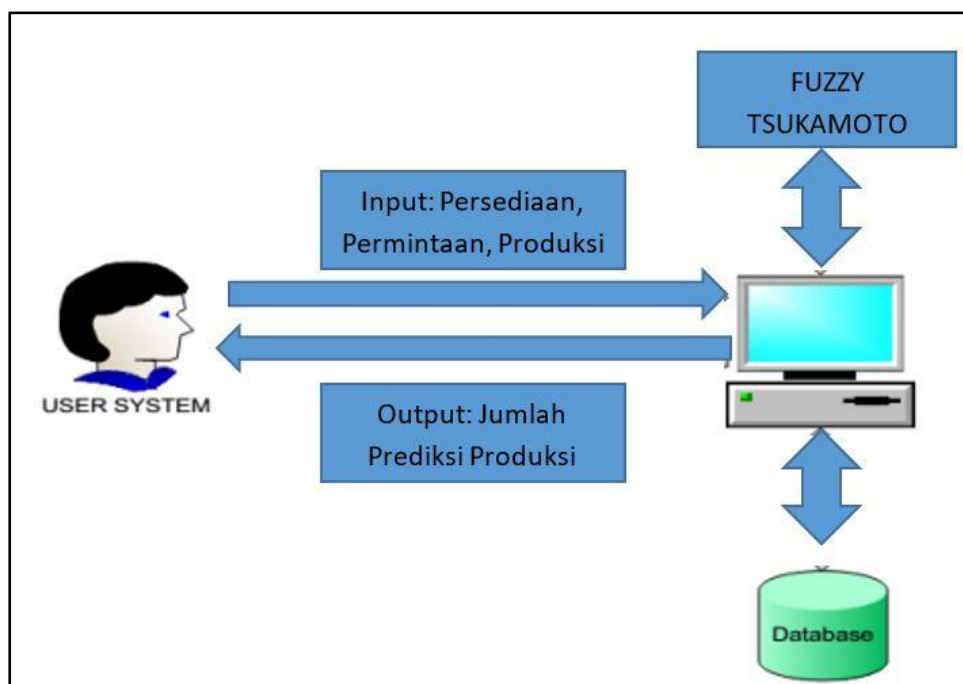 FUZZY
TSUKAMOTO
Input: Persediaan,
Permintaan, Produksi
USER SYSTEM
Output: Jumlah
Prediksi Produksi
Database